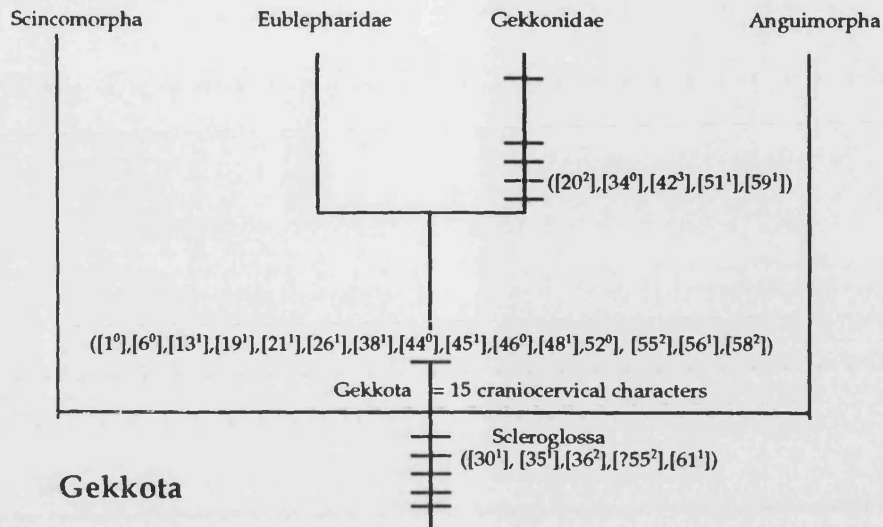 Scincomorpha Eublepharidae Gekkonidae Anguimorpha
([20²],[34⁰],[42³],[51¹],[59¹])
([1⁰],[6⁰],[13¹],[19¹],[21¹],[26¹],[38¹],[44⁰],[45¹],[46⁰],[48¹],52⁰], [55²],[56¹],[58²])
Gekkota = 15 craniocervical characters
Scleroglossa
([30¹], [35¹],[36²],[?55²],[61¹])
Gekkota